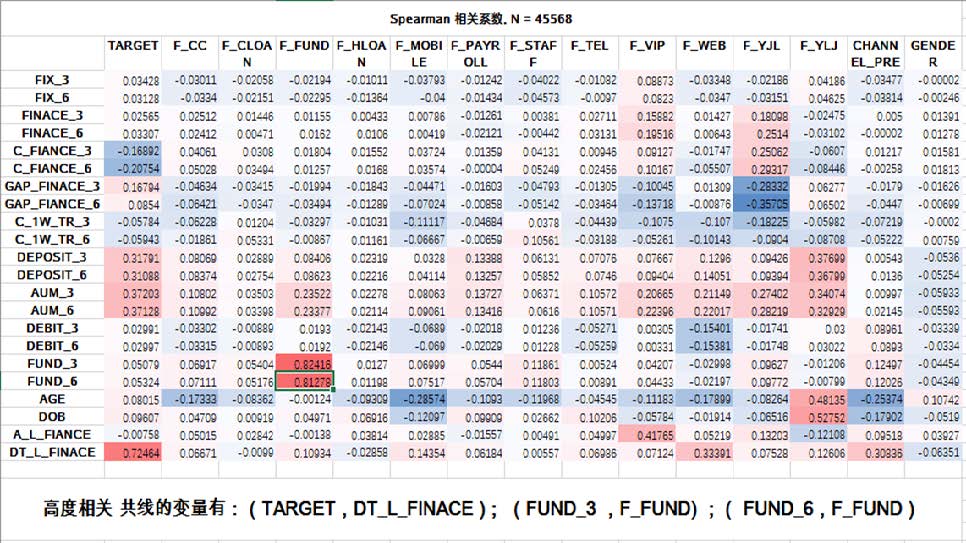 Spearman 相关系数, N = 45568
TARGET F_CC F_CLOAN F_FUND F_HLOAN F_MOBILE F_PAYROLL F_STAFF F_TEL F_VIP F_WEB F_YJL F_YLJ CHANNEL_PRE GENDER
FIX_3 0.03428 -0.03011 -0.02058 -0.02194 -0.01011 -0.03793 -0.01242 -0.04022 -0.01082 0.08873 -0.03348 -0.02186 0.04186 -0.03477 -0.00002
FIX_6 0.03128 -0.0334 -0.02151 -0.02295 -0.01364 -0.04 -0.01434 -0.04573 -0.0097 0.0823 -0.0347 -0.03151 0.04625 -0.03814 -0.00246
FINACE_3 0.02565 0.02512 0.01446 0.01155 0.00433 0.00786 -0.01261 0.00381 0.02711 0.15882 0.01427 0.18098 -0.02475 0.005 0.01391
FINACE_6 0.03307 0.02412 0.00471 0.0162 0.0106 0.00419 -0.02121 -0.00442 0.03131 0.19516 0.00643 0.2514 -0.03102 -0.00002 0.01278
C_FIANCE_3 -0.16892 0.04061 0.0308 0.01804 0.01552 0.03724 0.01359 0.04131 0.00946 0.09127 -0.01747 0.25062 -0.0607 0.01217 0.01581
C_FIANCE_6 -0.20754 0.05028 0.03494 0.01257 0.0168 0.03574 -0.00004 0.05249 0.02456 0.10167 -0.05507 0.29317 -0.08446 -0.00258 0.01813
GAP_FINACE_3 0.16794 -0.04634 -0.03415 -0.01994 -0.01843 -0.04471 -0.01603 -0.04793 -0.01305 -0.10045 0.01309 -0.28332 0.06277 -0.0179 -0.01626
GAP_FIANCE_6 0.0854 -0.06421 -0.0347 -0.03494 -0.01289 -0.07024 -0.00858 -0.05142 -0.03464 -0.13718 -0.00876 -0.35705 0.06502 -0.0447 -0.00699
C_1W_TR_3 -0.05784 -0.06228 0.01204 -0.03297 -0.01031 -0.11117 -0.04684 0.0378 -0.04439 -0.1075 -0.107 -0.18225 -0.05982 -0.07219 -0.0002
C_1W_TR_6 -0.05943 -0.01861 0.05331 -0.00867 0.01161 -0.06667 -0.00659 0.10561 -0.03188 -0.05261 -0.10143 -0.0904 -0.08708 -0.05222 0.00759
DEPOSIT_3 0.31791 0.08069 0.02889 0.08406 0.02319 0.0328 0.13388 0.06131 0.07076 0.07667 0.1296 0.09426 0.37699 0.00543 -0.0536
DEPOSIT_6 0.31088 0.08374 0.02754 0.08623 0.02216 0.04114 0.13257 0.05852 0.0746 0.09404 0.14051 0.09394 0.36799 0.0136 -0.05254
AUM_3 0.37203 0.10802 0.03503 0.23522 0.02278 0.08063 0.13727 0.06371 0.10572 0.20665 0.21149 0.27402 0.34074 0.00997 -0.05933
AUM_6 0.37128 0.10992 0.03398 0.23377 0.02114 0.09061 0.13416 0.0616 0.10571 0.22396 0.22017 0.28219 0.32929 0.02145 -0.05593
DEBIT_3 0.02991 -0.03302 -0.00889 0.0193 -0.02143 -0.0689 -0.02018 0.01236 -0.05271 0.00305 -0.15401 -0.01741 0.03 0.08961 -0.03339
DEBIT_6 0.02997 -0.03315 -0.00893 0.0192 -0.02146 -0.069 -0.02029 0.01228 -0.05259 0.00331 -0.15381 -0.01748 0.03022 0.0893 -0.0334
FUND_3 0.05079 0.06917 0.05404 0.82416 0.0127 0.06999 0.0544 0.11861 0.01254 0.04207 -0.02998 0.09627 -0.01206 0.12497 -0.04454
FUND_6 0.05324 0.07111 0.05176 0.81278 0.01198 0.07517 0.05704 0.11803 0.00891 0.04433 -0.02197 0.09772 -0.00799 0.12026 -0.04349
AGE 0.08015 -0.17333 -0.08362 -0.00124 -0.09309 -0.28574 -0.1093 -0.11968 -0.04545 -0.11183 -0.17899 -0.08264 0.48135 -0.25374 0.10742
DOB 0.09607 0.04709 0.00919 0.04971 0.06916 -0.12097 0.09909 0.02662 0.10206 -0.05784 -0.01914 -0.06516 0.52752 -0.17902 -0.0519
A_L_FIANCE -0.00758 0.05015 0.02842 -0.00138 0.03814 0.02885 -0.01557 0.00491 0.04997 0.41765 0.05219 0.13203 -0.12108 0.09518 0.03927
DT_L_FINACE 0.72464 0.06671 -0.0099 0.10934 -0.02858 0.14354 0.06184 0.00557 0.06986 0.07124 0.33391 0.07528 0.12606 0.30836 -0.06351
高度相关 共线的变量有：( TARGET , DT_L_FINACE ) ; ( FUND_3 , F_FUND) ; ( FUND_6 , F_FUND )